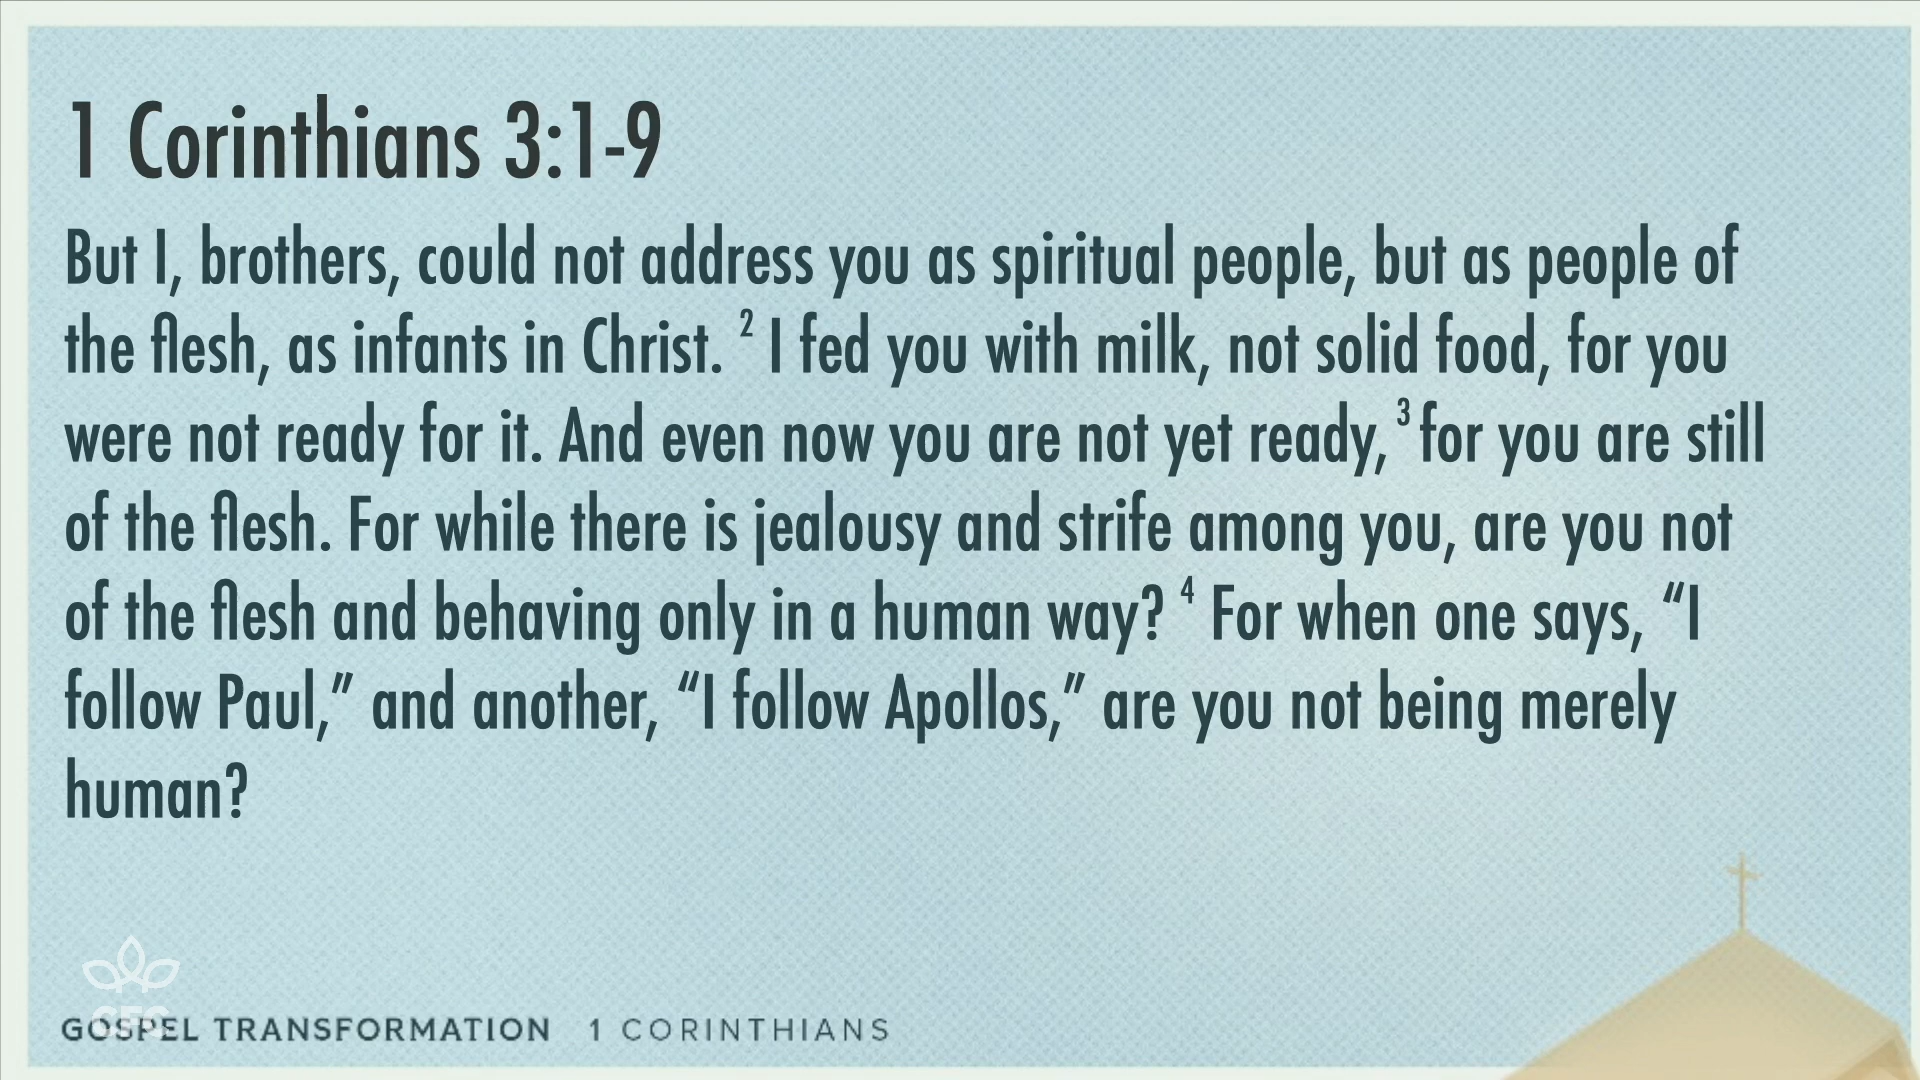 1 Corinthians 3:1-9
But I, brothers, could not address you as spiritual people, but as people of
the flesh, as infants in Christ. 2 I fed you with milk, not solid food, for you
were not ready for it. And even now you are not yet ready, 3 for you are still
of the flesh. For while there is jealousy and strife among you, are you not
of the flesh and behaving only in a human way? 4 For when one says, “I
follow Paul,” and another, “I follow Apollos,” are you not being merely
human?
CFC
GOSPEL TRANSFORMATION 1 CORINTHIANS